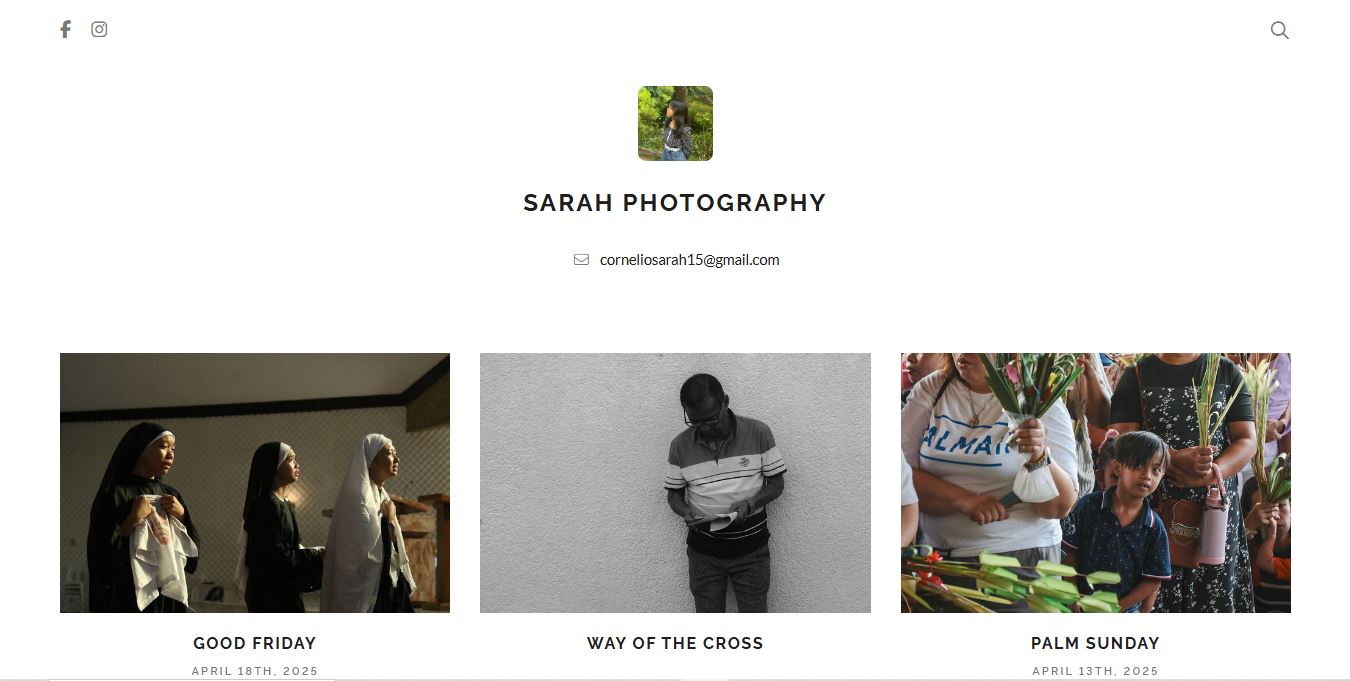 SARAH PHOTOGRAPHY
corneliosarah15@gmail.com
GOOD FRIDAY
WAY OF THE CROSS
PALM SUNDAY
APRIL 18TH, 2025
APRIL 13TH, 2025